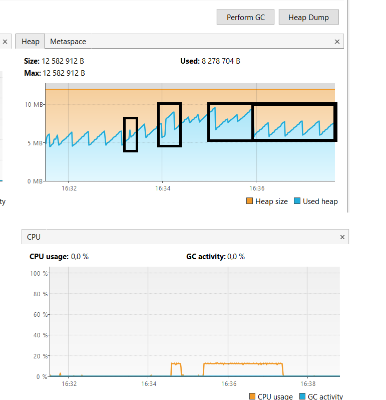 Perform GC Heap Dump
× Heap Metaspace ×
Size: 12 582 912 B Used: 8 278 704 B
Max: 12 582 912 B
10 MB
5 MB
0 MB
16:32 16:34 16:36
Heap size Used heap
CPU ×
CPU usage: 0,0 % GC activity: 0,0 %
100 %
80 %
60 %
40 %
20 %
0 %
16:32 16:34 16:36 16:38
CPU usage GC activity